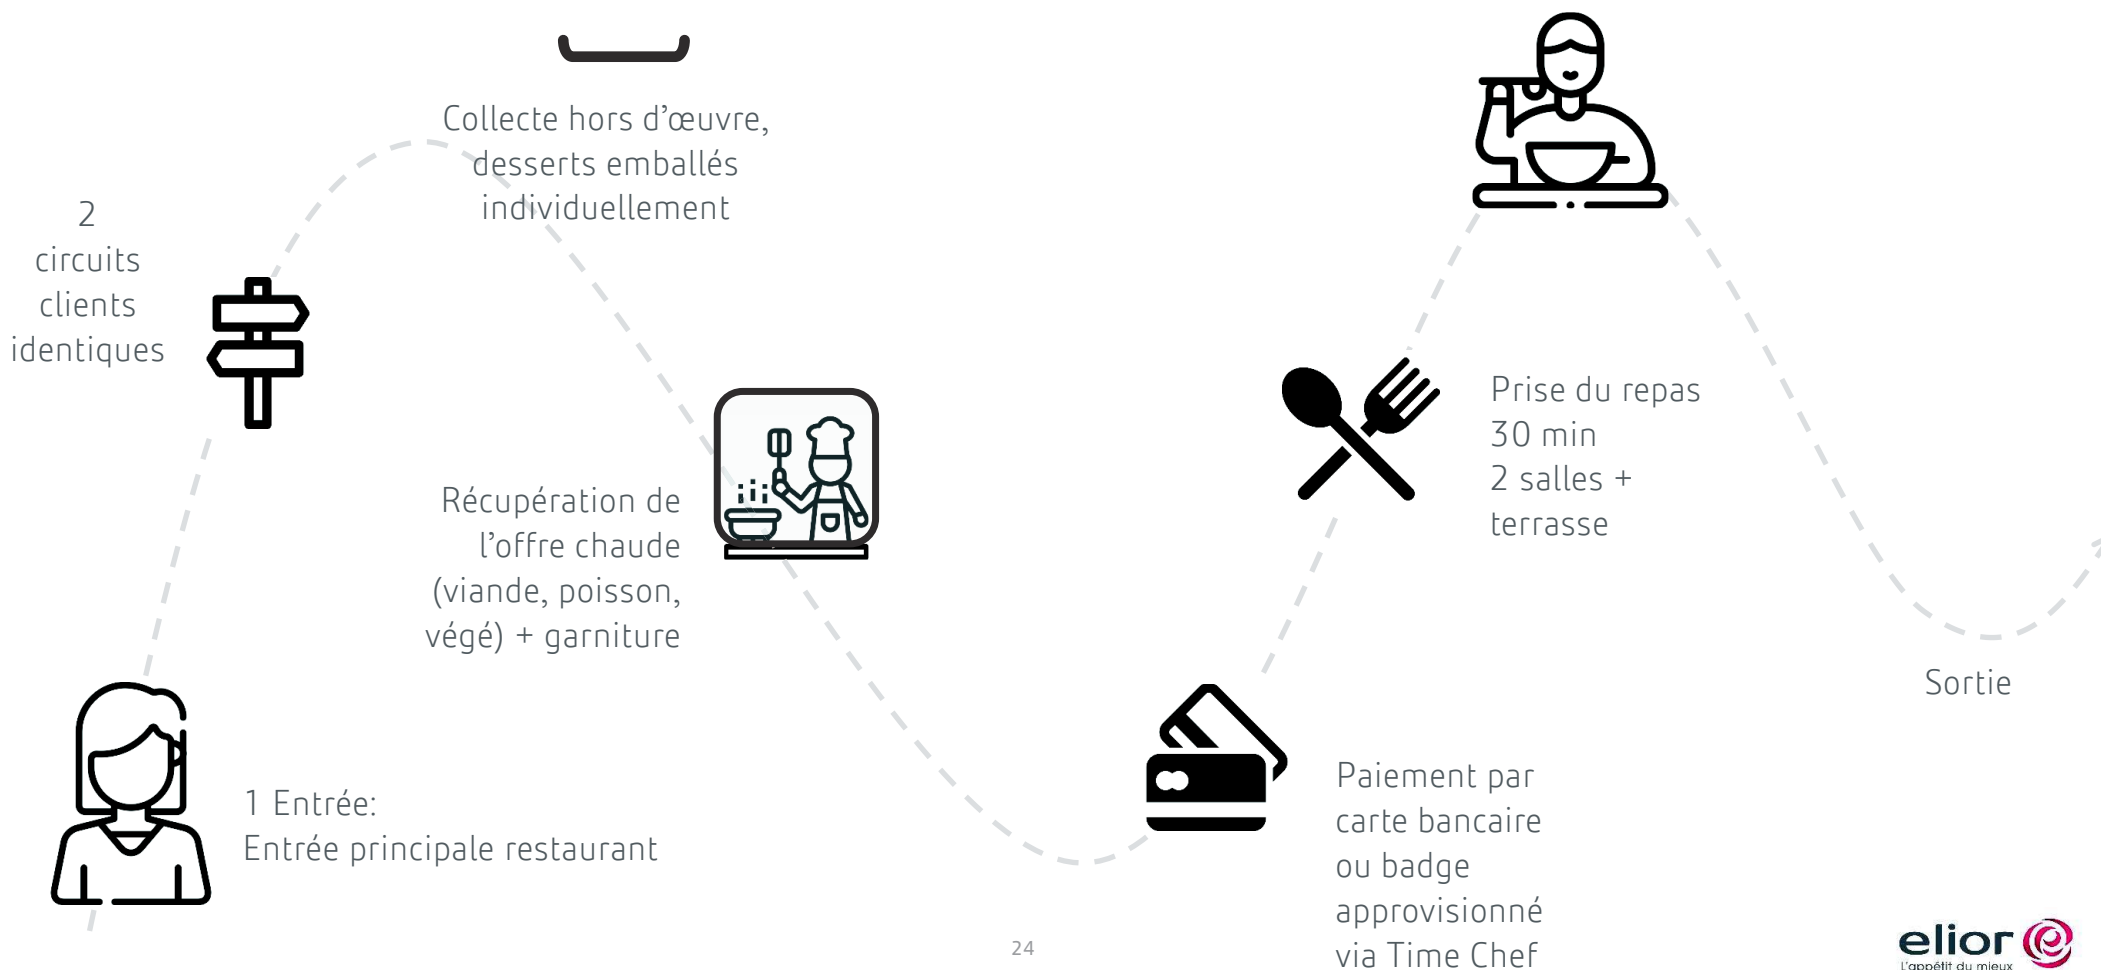 2
circuits
clients
identiques
Collecte hors d’œuvre,
desserts emballés
individuellement
Récupération de
l’offre chaude
(viande, poisson,
végé) + garniture
1 Entrée:
Entrée principale restaurant
Prise du repas
30 min
2 salles +
terrasse
Paiement par
carte bancaire
ou badge
approvisionné
via Time Chef
Sortie
24
elior
L'appétit du mieux